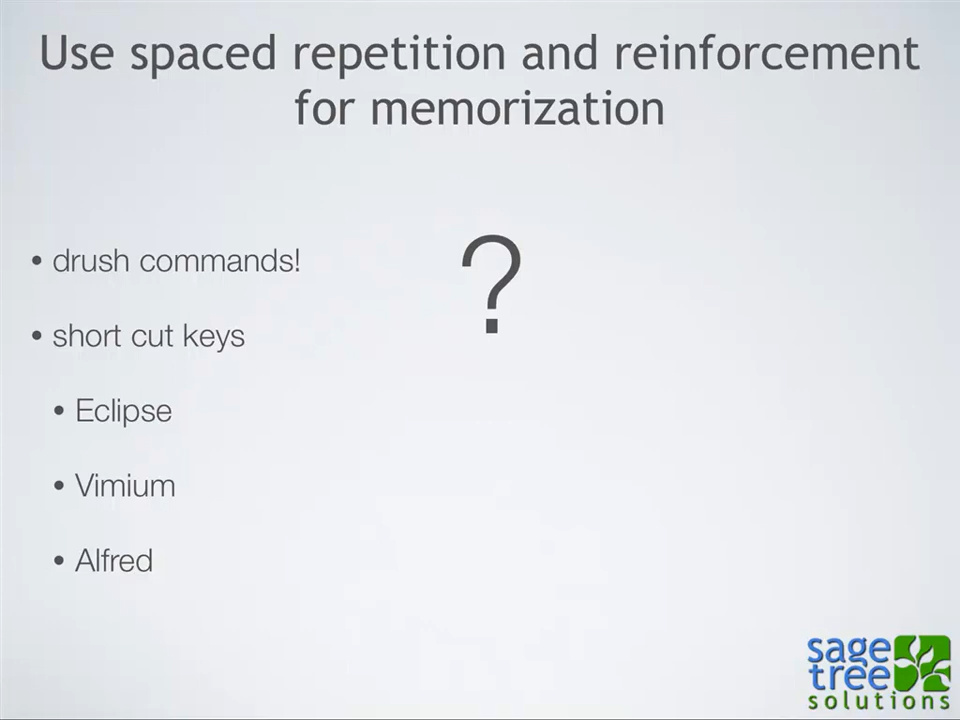 Use spaced repetition and reinforcement
for memorization
• drush commands!
?
• short cut keys
• Eclipse
• Vimium
• Alfred
sage
tree
solutions